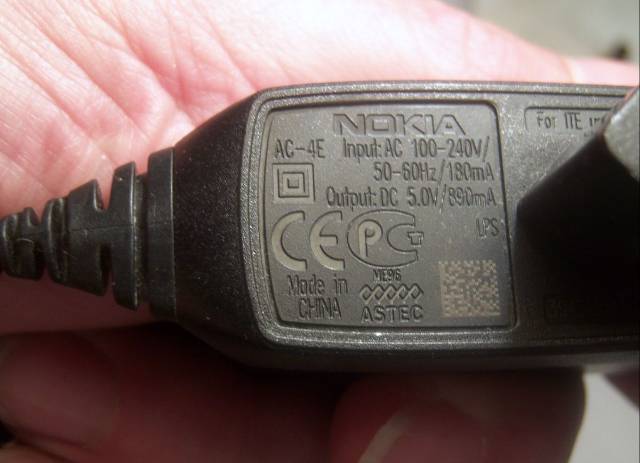 NOKIA
AC-4E Input: AC 100-240V/
50-60Hz/180mA
Output: DC 5.0V/890mA
LPS
CE PCT
ME96
Made in
CHINA
ASTEC
For ITE